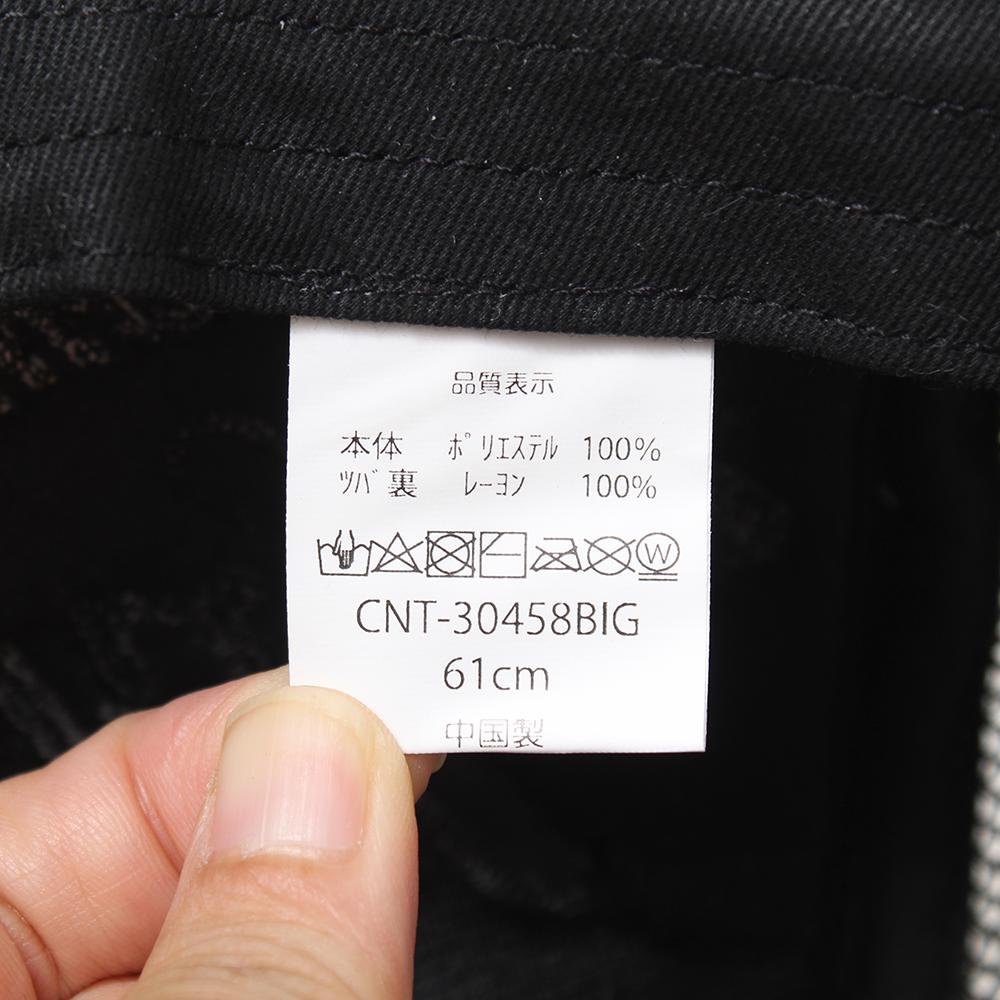 品質表示
本体 ポリエステル 100%
ツバ裏 レーヨン 100%
W
CNT-30458BIG
61cm
中国製